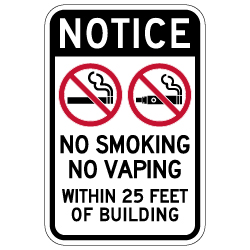 NOTICE
NO SMOKING
NO VAPING
WITHIN 25 FEET
OF BUILDING